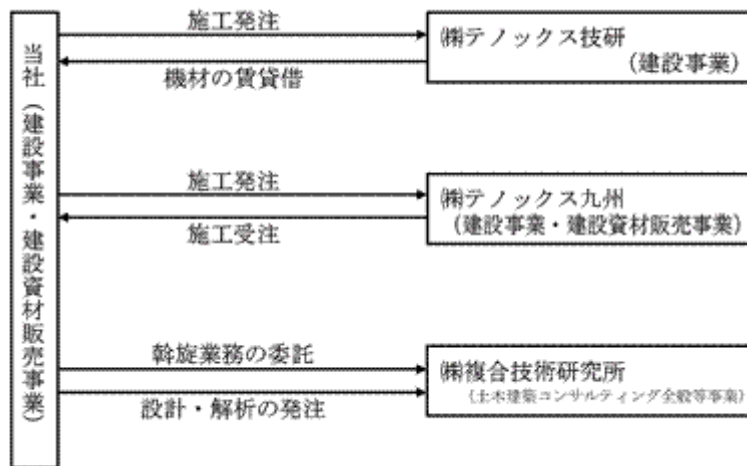 当社（建設事業・建設資材販売事業）
施工発注
機材の賃貸借
㈱テノックス技研
（建設事業）
施工発注
施工受注
㈱テノックス九州
（建設事業・建設資材販売事業）
斡旋業務の委託
設計・解析の発注
㈱複合技術研究所
（土木建築コンサルティング全般等事業）